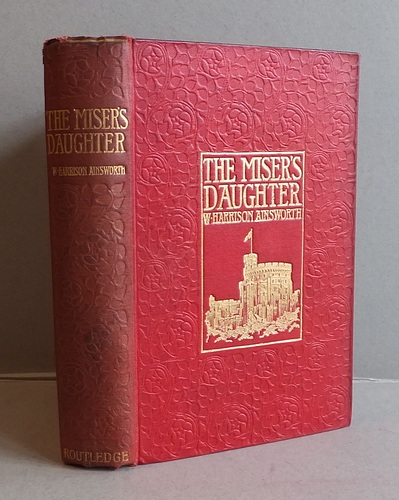 THE MISER'S
DAUGHTER
W·HARRISON AINSWORTH
ROUTLEDGE
THE MISER'S
DAUGHTER
W·HARRISON AINSWORTH